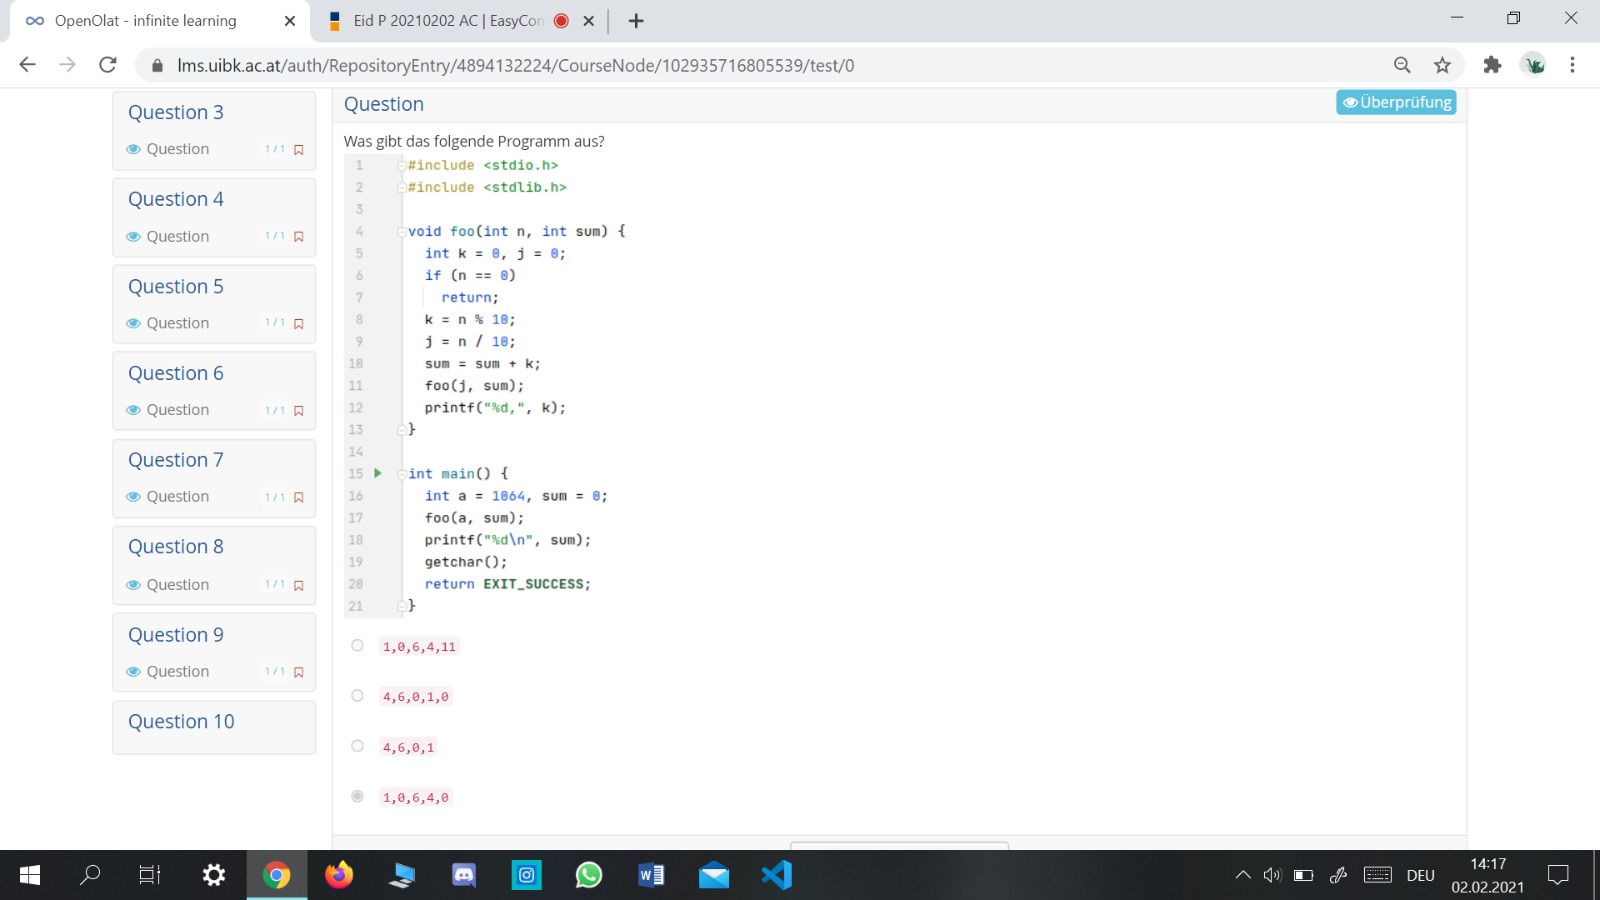 OpenOlat - infinite learning
Eid P 20210202 AC | EasyCon
lms.uibk.ac.at/auth/RepositoryEntry/4894132224/CourseNode/102935716805539/test/0
Question 3
Question 1 / 1
Question 4
Question 1 / 1
Question 5
Question 1 / 1
Question 6
Question 1 / 1
Question 7
Question 1 / 1
Question 8
Question 1 / 1
Question 9
Question 1 / 1
Question 10
Question
Überprüfung
Was gibt das folgende Programm aus?
1 #include <stdio.h>
2 #include <stdlib.h>
3
4 void foo(int n, int sum) {
5 int k = 0, j = 0;
6 if (n == 0)
7 return;
8 k = n % 10;
9 j = n / 10;
10 sum = sum + k;
11 foo(j, sum);
12 printf("%d,", k);
13 }
14
15 int main() {
16 int a = 1064, sum = 0;
17 foo(a, sum);
18 printf("%d\n", sum);
19 getchar();
20 return EXIT_SUCCESS;
21 }
1,0,6,4,11
4,6,0,1,0
4,6,0,1
1,0,6,4,0
DEU
14:17
02.02.2021